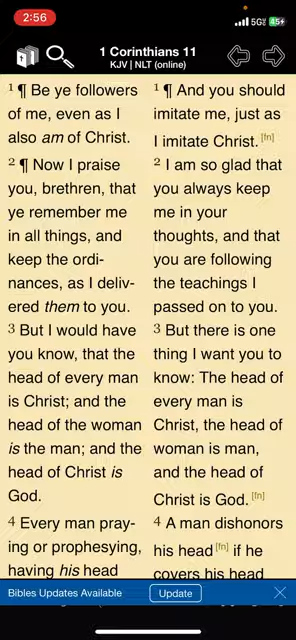 2:56
5G 45
1 Corinthians 11
KJV | NLT (online)
1 ¶ Be ye followers
of me, even as I
also am of Christ.
2 ¶ Now I praise
you, brethren, that
ye remember me
in all things, and
keep the ordi-
nances, as I deliv-
ered them to you.
3 But I would have
you know, that the
head of every man
is Christ; and the
head of the woman
is the man; and the
head of Christ is
God.
4 Every man pray-
ing or prophesying,
having his head
1 ¶ And you should
imitate me, just as
I imitate Christ. [fn]
2 I am so glad that
you always keep
me in your
thoughts, and that
you are following
the teachings I
passed on to you.
3 But there is one
thing I want you to
know: The head of
every man is
Christ, the head of
woman is man,
and the head of
Christ is God. [fn]
4 A man dishonors
his head [fn] if he
covers his head
Bibles Updates Available
Update